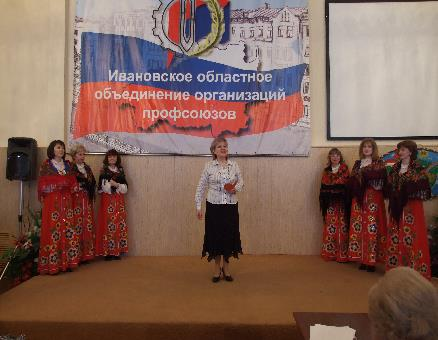 Ивановское областное
объединение организаций
профсоюзов